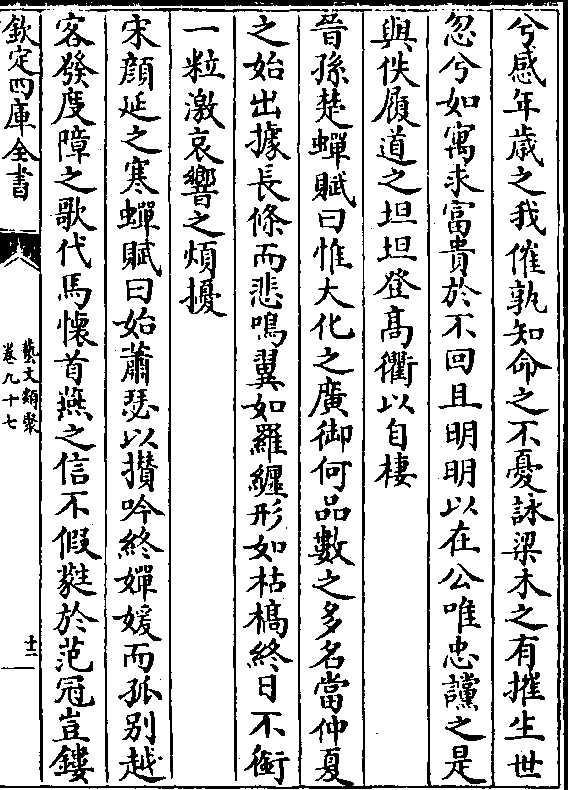 兮感年歲之我催孰知命之不憂詠梁木之有摧生世
忽兮如寓求富貴於不回且明明以在公唯忠讜之是
與佚履道之坦坦登髙衢以自棲
晉孫楚蟬賦曰惟大化之廣御何品數之多名當仲夏
之始出據長條而悲鳴翼如羅纒形如枯槁終日不銜
一粒激哀響之煩擾
宋顔延之寒蟬賦曰始蕭瑟以攅吟終嬋媛而孤别越
客發度障之歌代馬懷首燕之信不假蕤於范冠豈鏤
欽定四庫全書
藝文類聚
卷九十七
十二